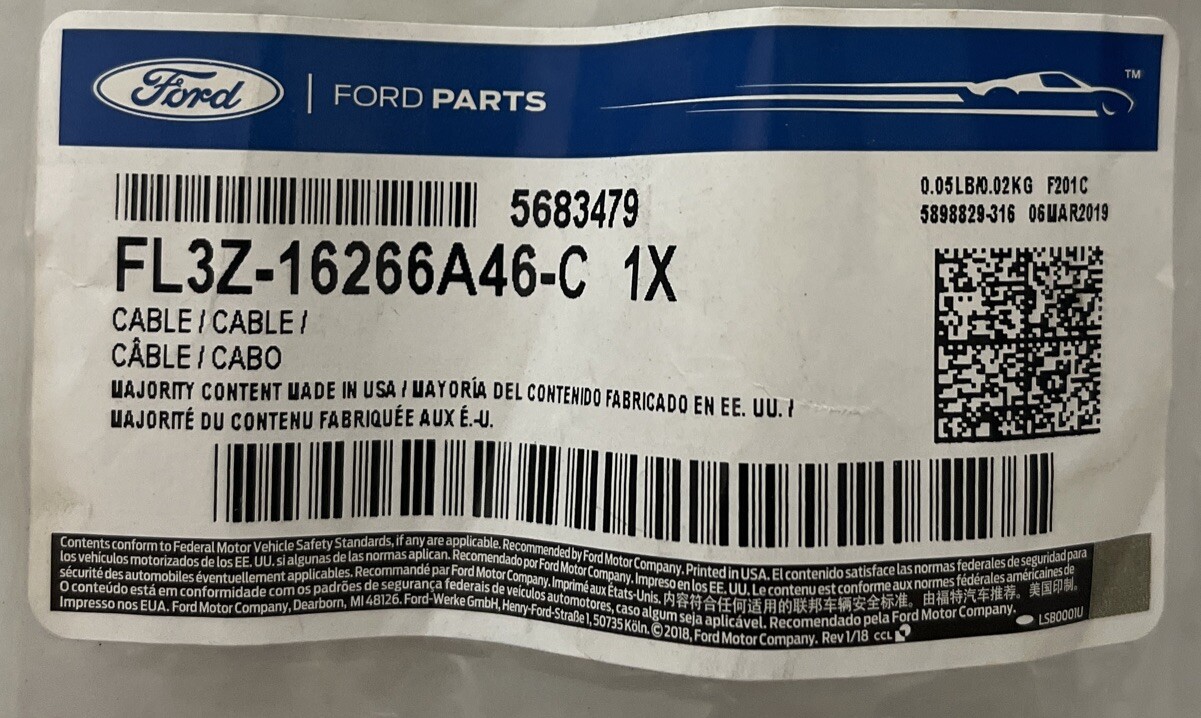 Ford | FORD PARTS ™
5683479
0.05LB/0.02KG F201C
5898829-316 06MAR2019
FL3Z-16266A46-C 1X
CABLE / CABLE /
CÂBLE / CABO
MAJORITY CONTENT MADE IN USA / MAYORÍA DEL CONTENIDO FABRICADO EN EE. UU. /
MAJORITÉ DU CONTENU FABRIQUÉE AUX É.-U.
Contents conform to Federal Motor Vehicle Safety Standards, if any are applicable. Recommended by Ford Motor Company. Printed in USA. El contenido satisface las normas federales de seguridad para
los vehículos motorizados de los EE. UU. si algunas de las normas aplican. Recomendado por Ford Motor Company. Impreso en los EE. UU. Le contenu est conforme aux normes fédérales américaines de
sécurité des automobiles éventuellement applicables. Recommandé par Ford Motor Company. Imprimé aux États-Unis. 内容符合任何适用的联邦车辆安全标准。由福特汽车推荐。美国印制。
O conteúdo está em conformidade com os padrões de segurança federais de veículos automotores, caso algum seja aplicável. Recomendado pela Ford Motor Company.
Impresso nos EUA. Ford Motor Company, Dearborn, MI 48126. Ford-Werke GmbH, Henry-Ford-Straße 1, 50735 Köln. © 2018, Ford Motor Company. Rev 1/18 CCL LSB0001U